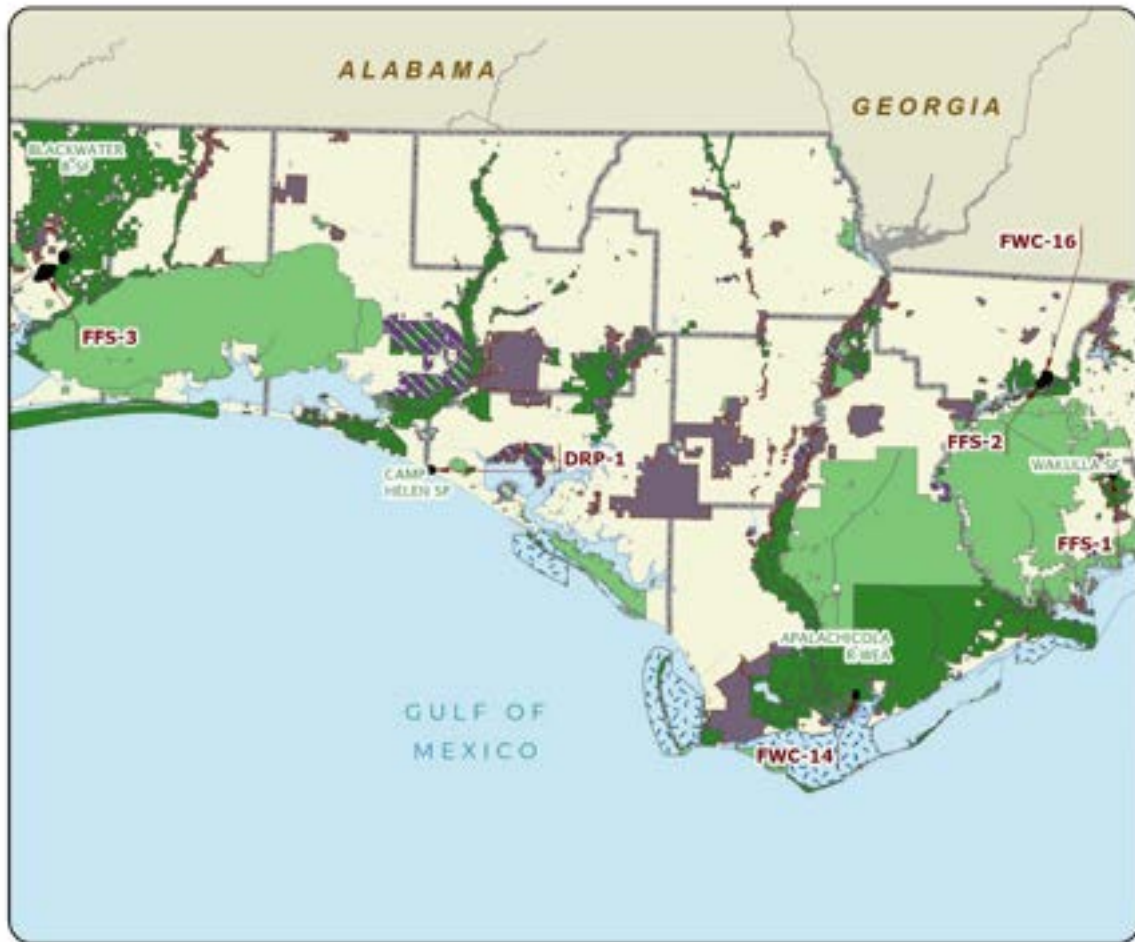 ALABAMA
GEORGIA
BLACKWATER
R SF
FWC-16
FFS-3
FFS-2
DRP-1
CAMP
HELEN SP
WAKULLA SF
FFS-1
APALACHICOLA
R WEA
GULF OF
MEXICO
FWC-14